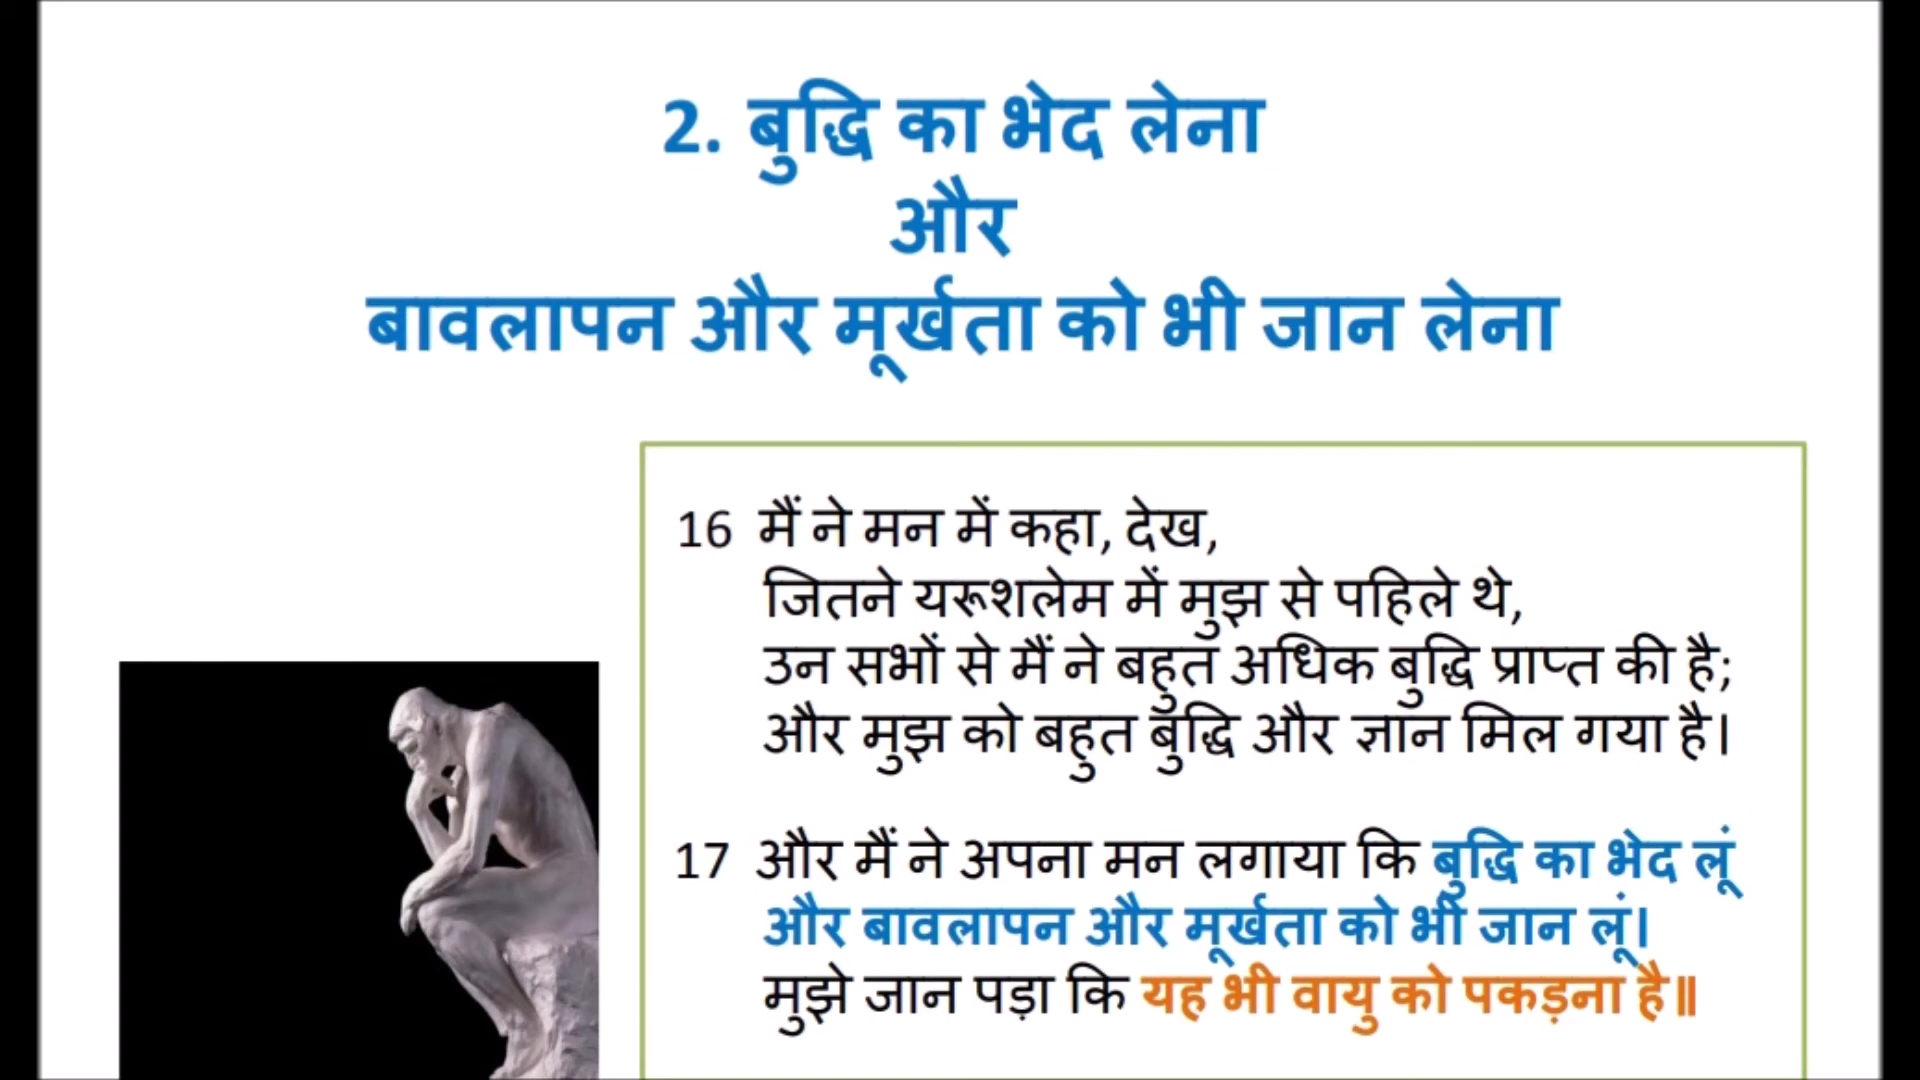 2. बुद्धि का भेद लेना
और
बावलापन और मूर्खता को भी जान लेना
16 मैं ने मन में कहा, देख,
जितने यरूशलेम में मुझ से पहिले थे,
उन सभों से मैं ने बहुत अधिक बुद्धि प्राप्त की है;
और मुझ को बहुत बुद्धि और ज्ञान मिल गया है।
17 और मैं ने अपना मन लगाया कि बुद्धि का भेद लूं
और बावलापन और मूर्खता को भी जान लूं।
मुझे जान पड़ा कि यह भी वायु को पकड़ना है॥